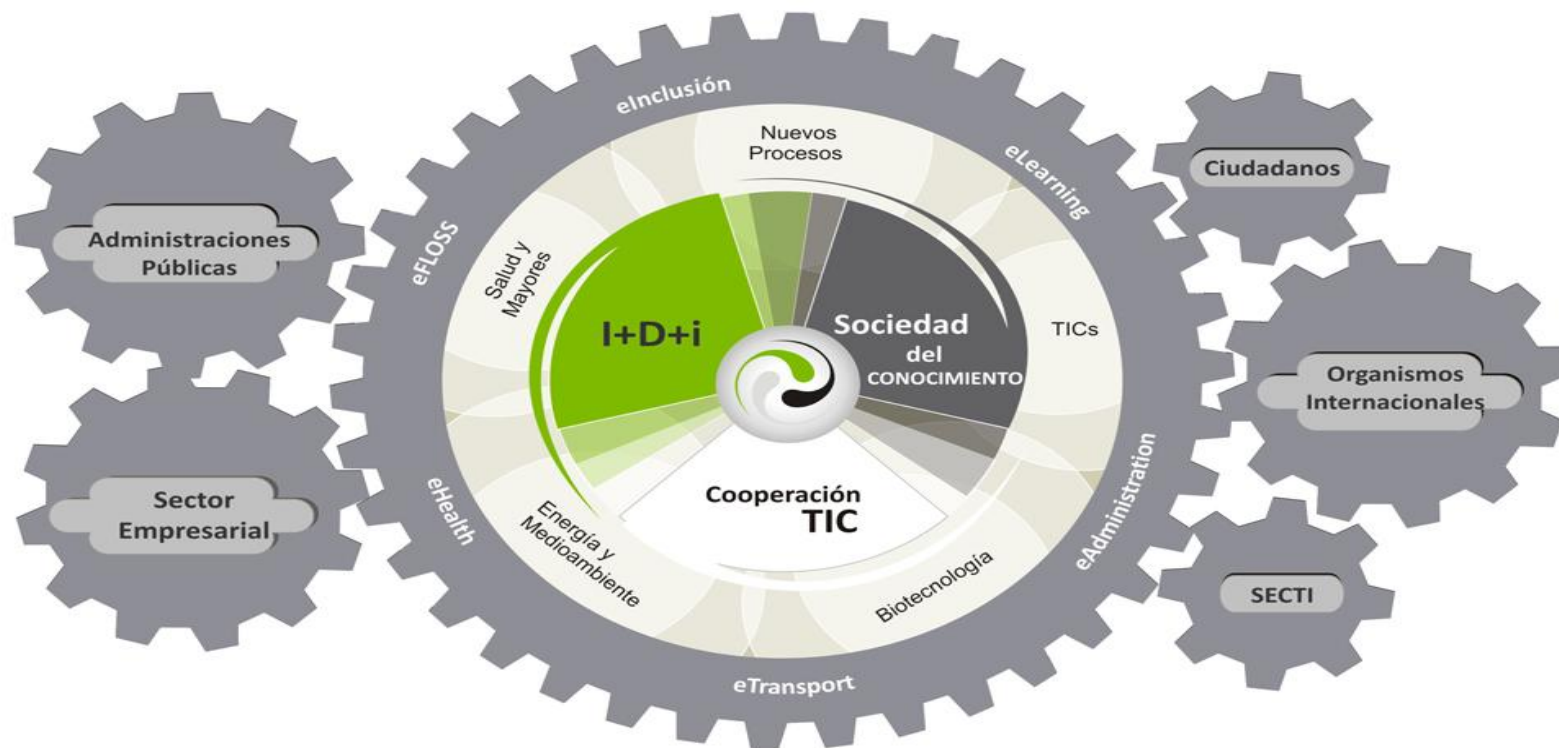 eInclusión
eLearning
eFLOSS
eHealth
eTransport
eAdministration
Nuevos
Procesos
Salud y
Mayores
TICs
Energía y
Medioambiente
Biotecnología
I+D+i
Sociedad
del
CONOCIMIENTO
Cooperación
TIC
Administraciones
Públicas
Sector
Empresarial
Ciudadanos
Organismos
Internacionales
SECTI